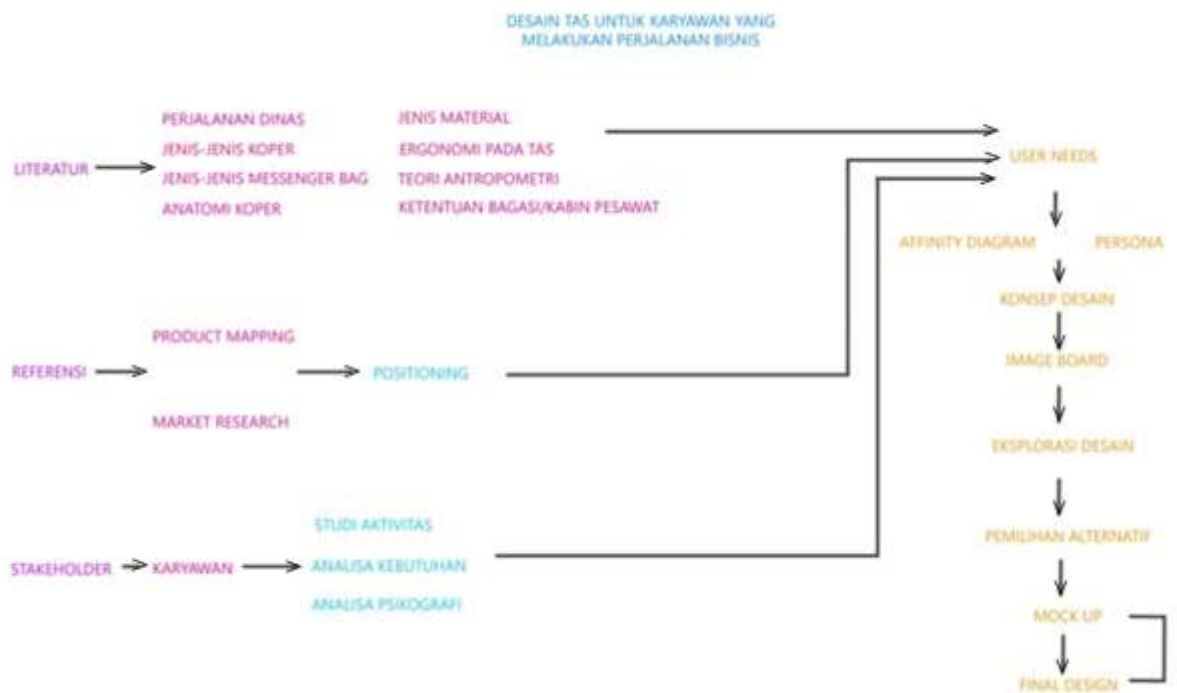 DESAIN TAS UNTUK KARYAWAN YANG
MELAKUKAN PERJALANAN BISNIS
LITERATUR
PERJALANAN DINAS
JENIS-JENIS KOPER
JENIS-JENIS MESSENGER BAG
ANATOMI KOPER
JENIS MATERIAL
ERGONOMI PADA TAS
TEORI ANTROPOMETRI
KETENTUAN BAGASI/KABIN PESAWAT
REFERENSI
PRODUCT MAPPING
MARKET RESEARCH
POSITIONING
STAKEHOLDER
KARYAWAN
STUDI AKTIVITAS
ANALISA KEBUTUHAN
ANALISA PSIKOGRAFI
USER NEEDS
AFFINITY DIAGRAM
PERSONA
KONSEP DESAIN
IMAGE BOARD
EKSPLORASI DESAIN
PEMILIHAN ALTERNATIF
MOCK UP
FINAL DESIGN